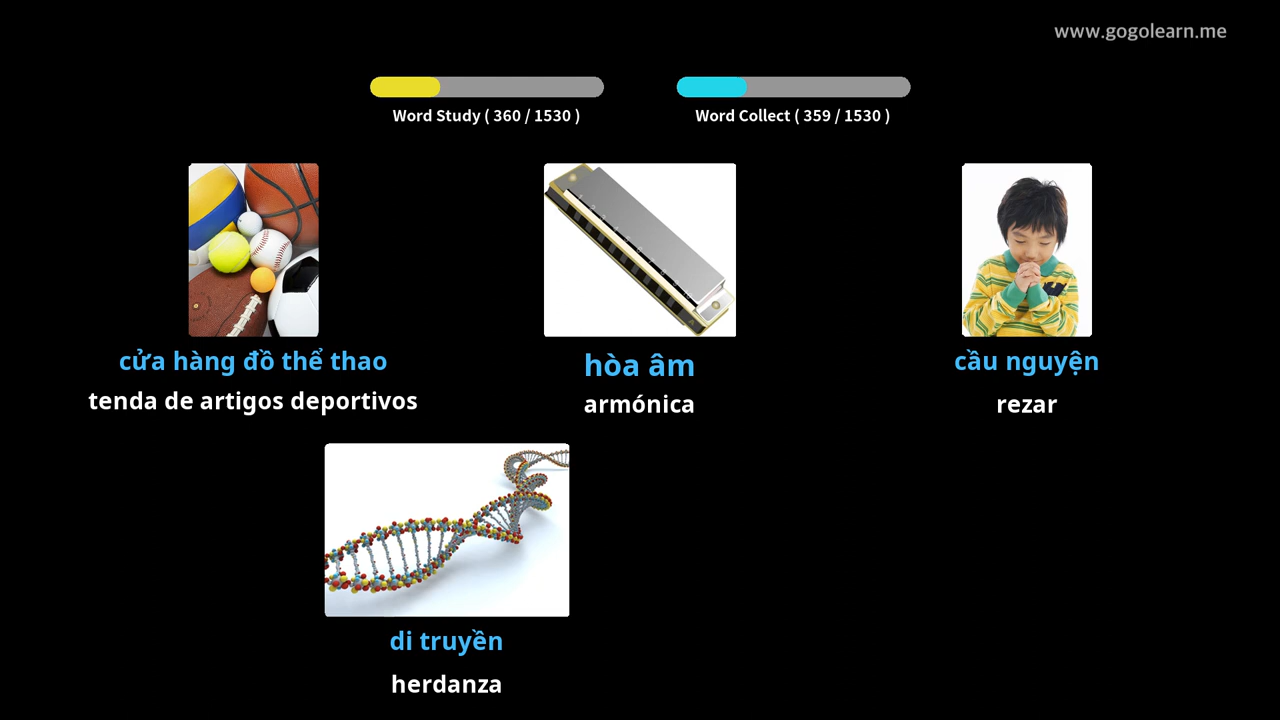 www.gogolearn.me
Word Study ( 360 / 1530 )
Word Collect ( 359 / 1530 )
cửa hàng đồ thể thao
tenda de artigos deportivos
hòa âm
armónica
cầu nguyện
rezar
di truyền
herdanza